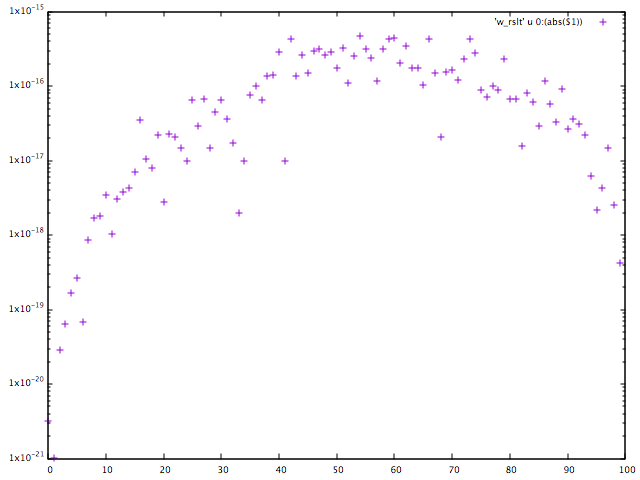 1x10⁻¹⁵
'w_rslt' u 0:(abs($1))
1x10⁻¹⁶
1x10⁻¹⁷
1x10⁻¹⁸
1x10⁻¹⁹
1x10⁻²⁰
1x10⁻²¹
0 10 20 30 40 50 60 70 80 90 100